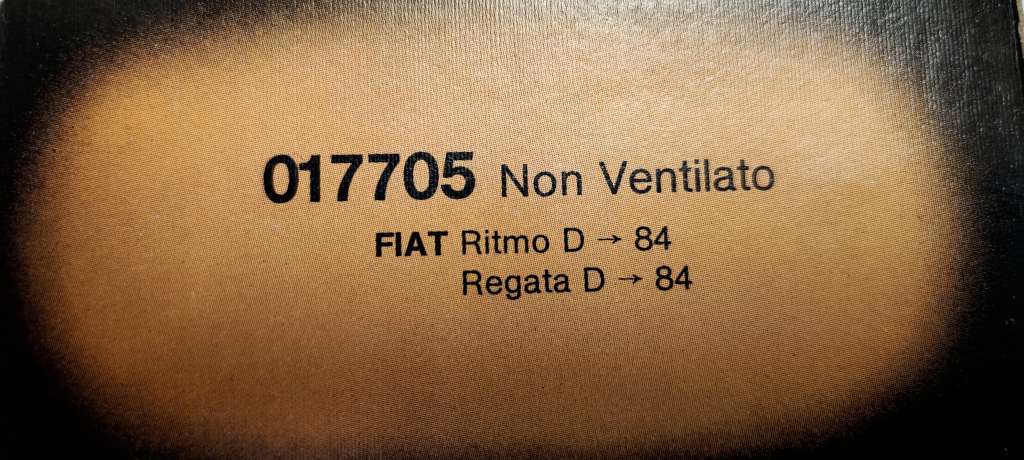 017705 Non Ventilato
FIAT Ritmo D → 84
Regata D → 84